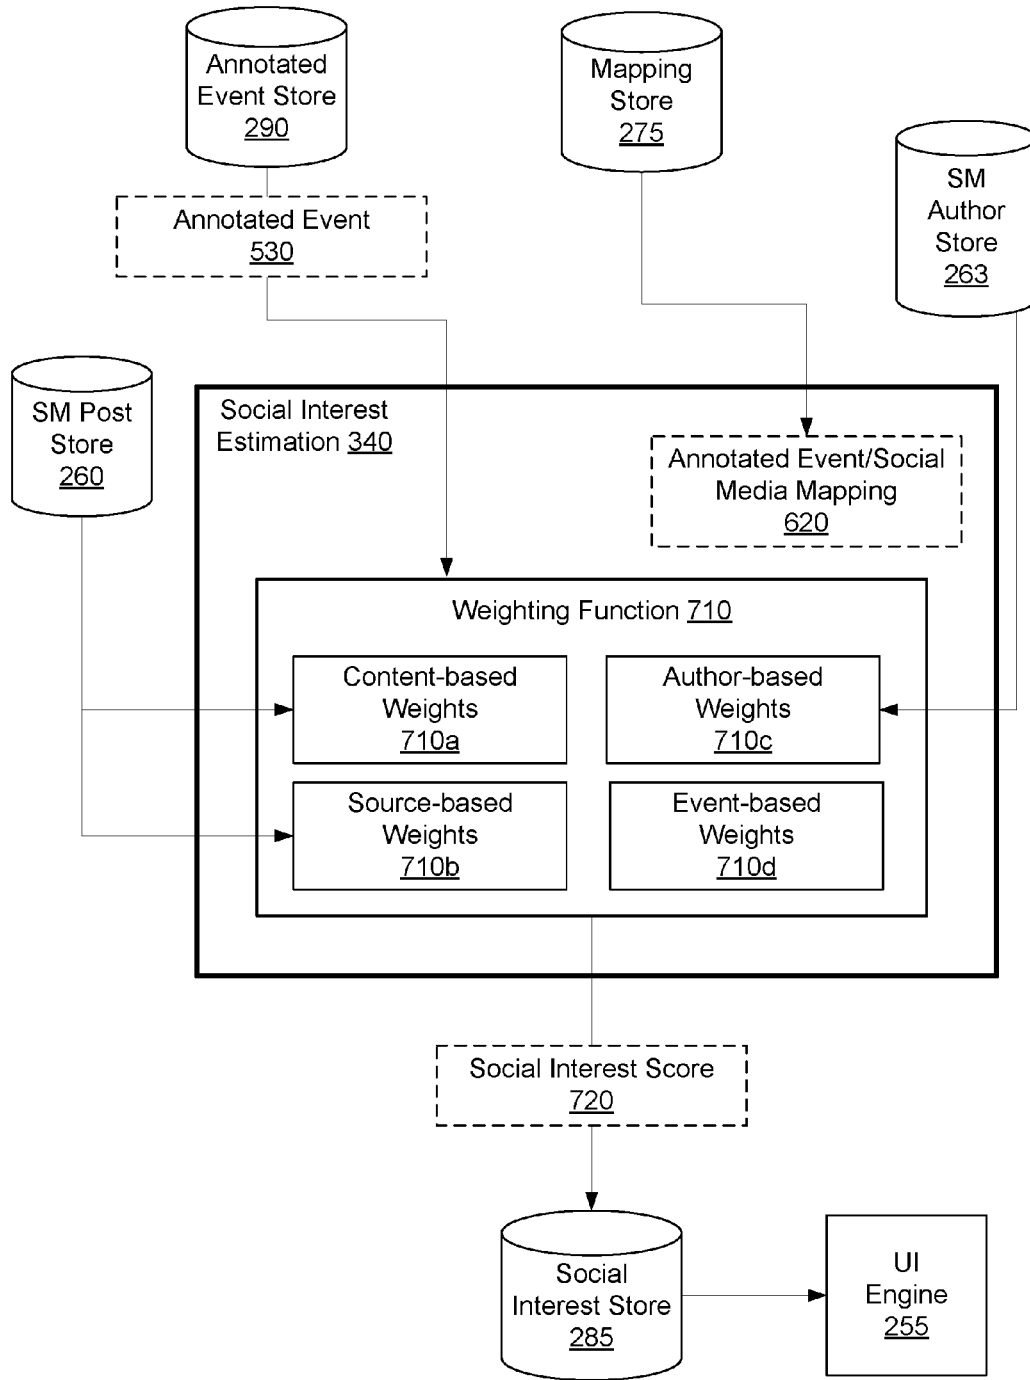 Annotated
Event Store
290
Mapping
Store
275
SM
Author
Store
263
Annotated Event
530
SM Post
Store
260
Social Interest
Estimation 340
Annotated Event/Social
Media Mapping
620
Weighting Function 710
Content-based
Weights
710a
Author-based
Weights
710c
Source-based
Weights
710b
Event-based
Weights
710d
Social Interest Score
720
Social
Interest Store
285
UI
Engine
255